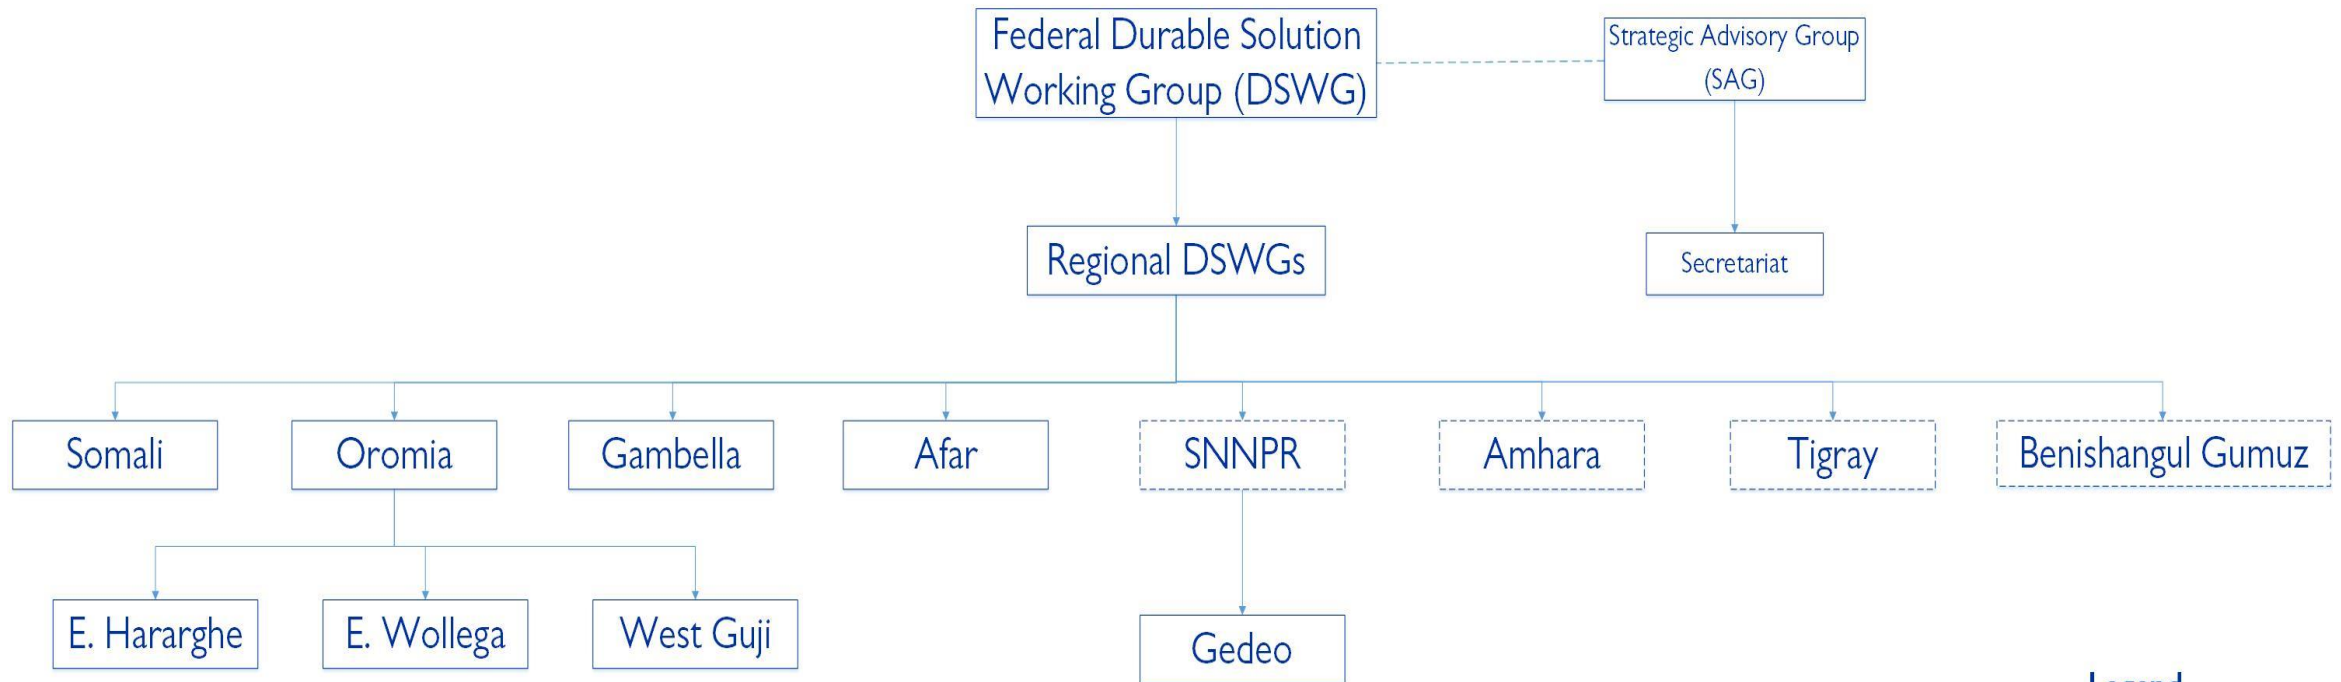 Federal Durable Solution
Working Group (DSWG)
Strategic Advisory Group
(SAG)
Regional DSWGs
Secretariat
Somali
Oromia
Gambella
Afar
SNNPR
Amhara
Tigray
Benishangul Gumuz
E. Hararghe
E. Wollega
West Guji
Gedeo